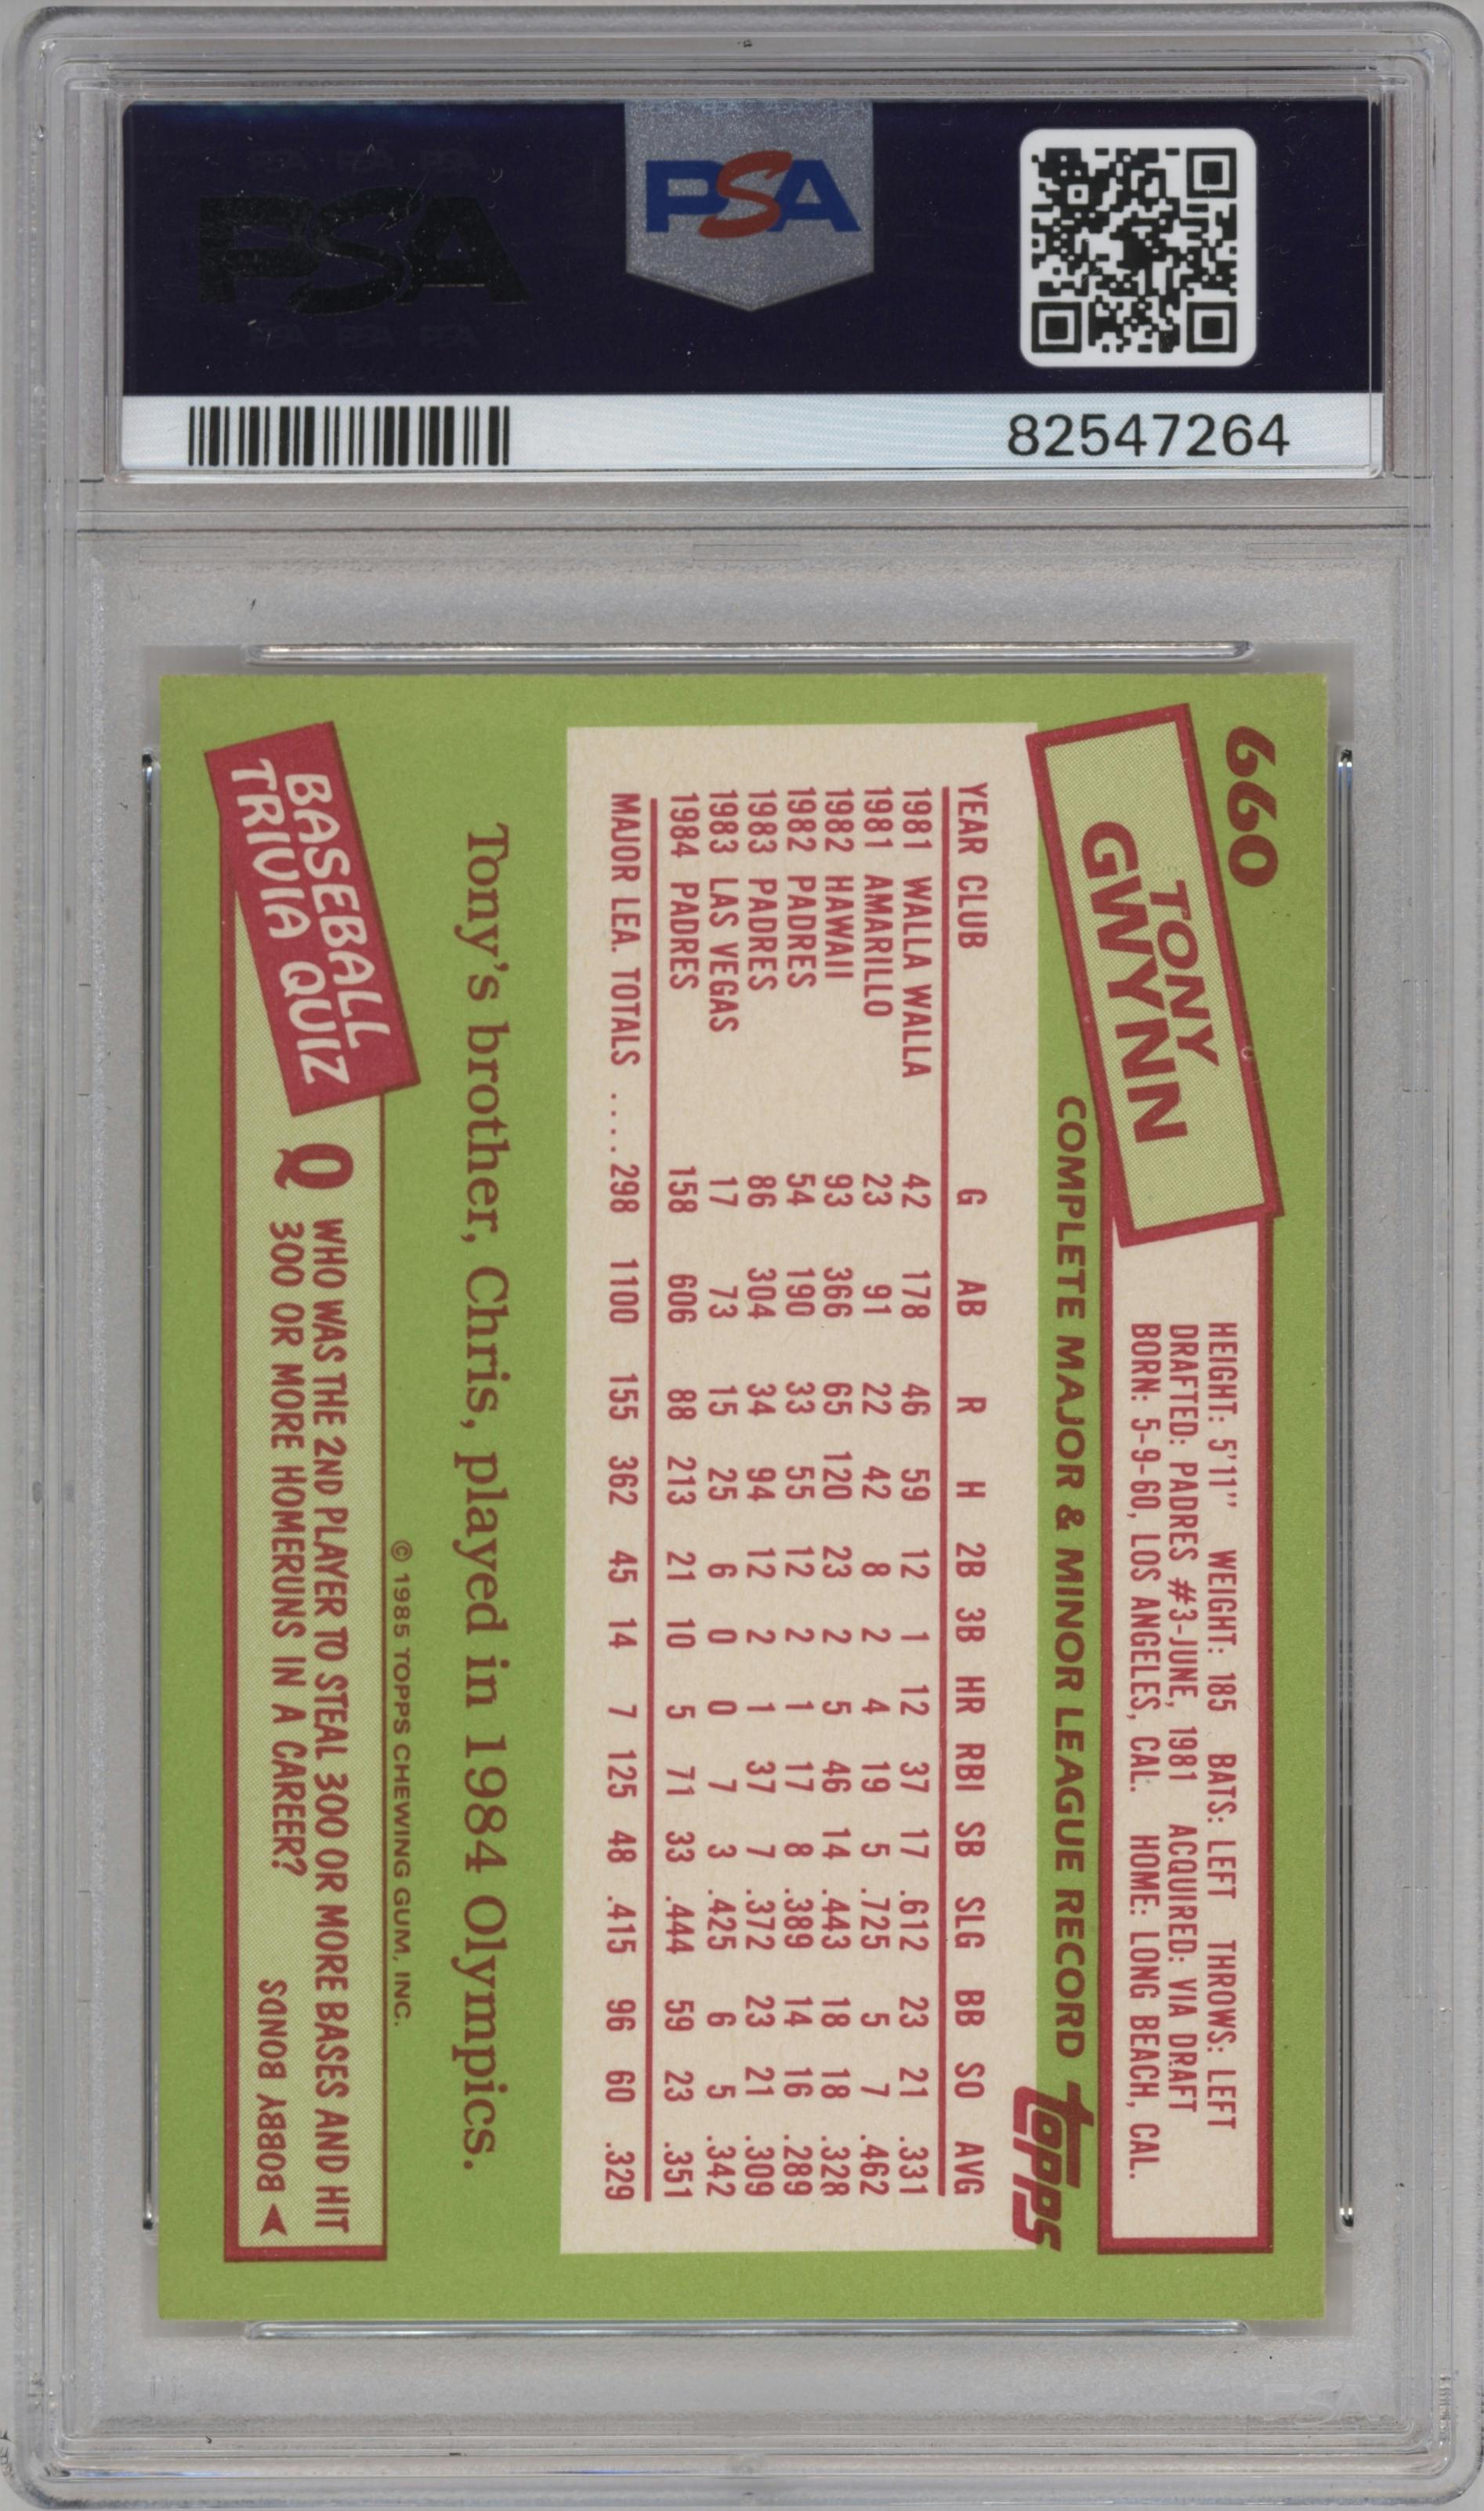 PSA
PSA
82547264
660
TONY
GWYNN
HEIGHT: 5'11" WEIGHT: 185 BATS: LEFT THROWS: LEFT
DRAFTED: PADRES #3-JUNE, 1981 ACQUIRED: VIA DRAFT
BORN: 5-9-60, LOS ANGELES, CAL. HOME: LONG BEACH, CAL.
COMPLETE MAJOR & MINOR LEAGUE RECORD
Topps
YEAR CLUB G AB R H 2B 3B HR RBI SB SLG BB SO AVG
1981 WALLA WALLA 42 178 46 59 12 1 12 37 17 .612 23 21 .331
1981 AMARILLO 23 91 22 42 8 2 4 19 5 .725 5 7 .462
1982 HAWAII 93 366 65 120 23 2 5 46 14 .443 18 18 .328
1982 PADRES 54 190 33 55 12 2 1 17 8 .389 14 16 .289
1983 PADRES 86 304 34 94 12 2 1 37 7 .372 23 21 .309
1983 LAS VEGAS 17 73 15 25 6 0 0 7 3 .425 6 5 .342
1984 PADRES 158 606 88 213 21 10 5 71 33 .444 59 23 .351
MAJOR LEA. TOTALS .... 298 1100 155 362 45 14 7 125 48 .415 96 60 .329
Tony's brother, Chris, played in 1984 Olympics.
© 1985 TOPPS CHEWING GUM, INC.
BASEBALL
TRIVIA QUIZ
Q WHO WAS THE 2ND PLAYER TO STEAL 300 OR MORE BASES AND HIT
300 OR MORE HOMERUNS IN A CAREER?
BOBBY BONDS